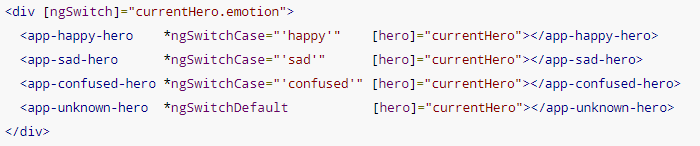 <div [ngSwitch]="currentHero.emotion">
  <app-happy-hero    *ngSwitchCase="'happy'"    [hero]="currentHero"></app-happy-hero>
  <app-sad-hero      *ngSwitchCase="'sad'"      [hero]="currentHero"></app-sad-hero>
  <app-confused-hero *ngSwitchCase="'confused'" [hero]="currentHero"></app-confused-hero>
  <app-unknown-hero  *ngSwitchDefault           [hero]="currentHero"></app-unknown-hero>
</div>